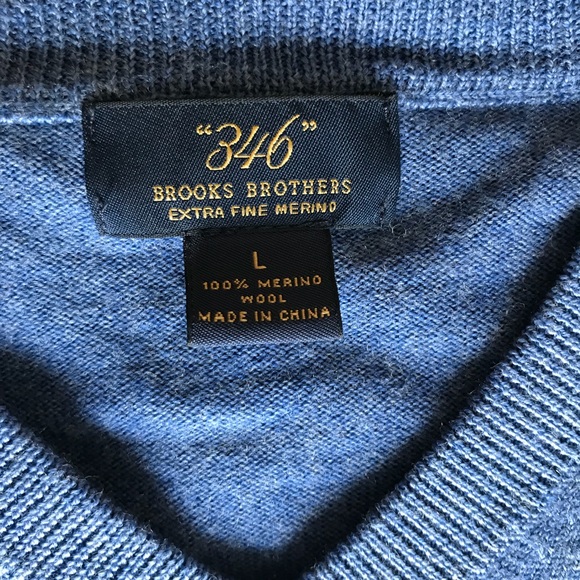 "346"
BROOKS BROTHERS
EXTRA FINE MERINO
L
100% MERINO
WOOL
MADE IN CHINA